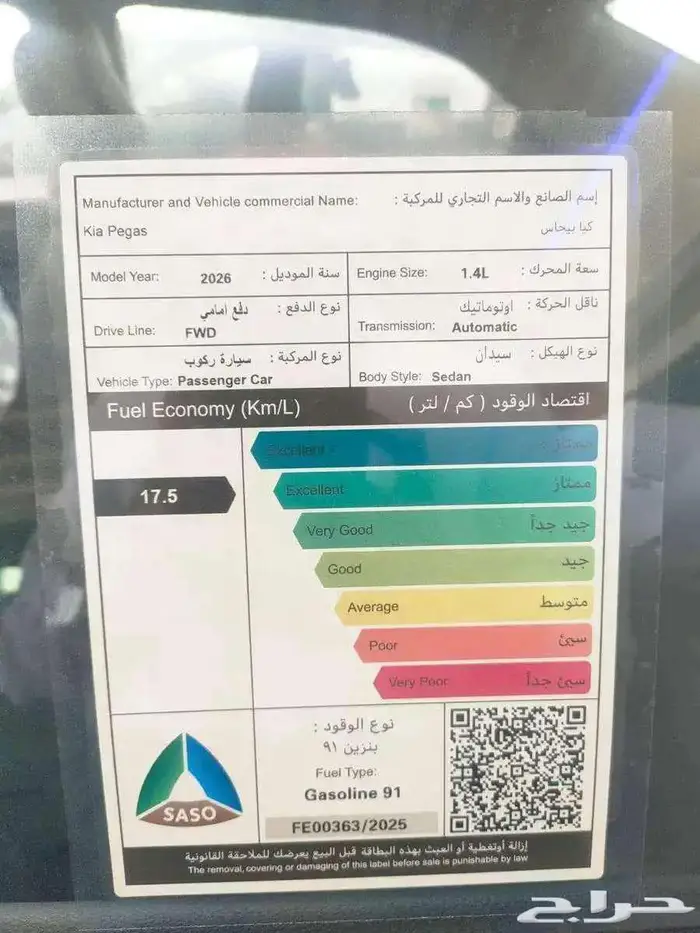 Manufacturer and Vehicle commercial Name: إسم الصانع والاسم التجاري للمركبة :
Kia Pegas كيا بيجاس
Model Year: 2026 سنة الموديل :
Engine Size: 1.4L سعة المحرك :
دفع أمامي نوع الدفع :
Drive Line: FWD
أوتوماتيك ناقل الحركة :
Transmission: Automatic
سيارة ركوب نوع المركبة :
Vehicle Type: Passenger Car
سيدان نوع الهيكل :
Body Style: Sedan
Fuel Economy (Km/L) اقتصاد الوقود ( كم / لتر )
17.5
Excellent + ممتاز +
Excellent ممتاز
Very Good جيد جداً
Good جيد
Average متوسط
Poor سيئ
Very Poor سيئ جداً
SASO
نوع الوقود :
بنزين ٩١
Fuel Type:
Gasoline 91
FE00363/2025
إزالة أوتغطية أو العبث بهذه البطاقة قبل البيع يعرضك للملاحقة القانونية
The removal, covering or damaging of this label before sale is punishable by law
حراج